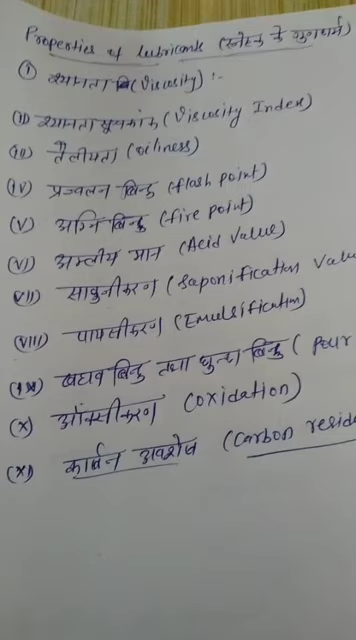 Properties of lubricants (स्नेहक के गुणधर्म)
(I) श्यानता (Viscosity) :-
(II) श्यानता सूचकांक (Viscosity Index)
(III) तैलीयता (oiliness)
(IV) प्रज्वलन बिन्दु (flash point)
(V) अग्नि बिन्दु (fire point)
(VI) अम्लीय मान (Acid Value)
(VII) साबुनीकरण (Saponification Valu
(VIII) पायसीकरण (Emulsification)
(IX) बहाव बिन्दु तथा धुन्ध बिन्दु (Pour
(X) ऑक्सीकरण (oxidation)
(XI) कार्बन अवशेष (Carbon resid